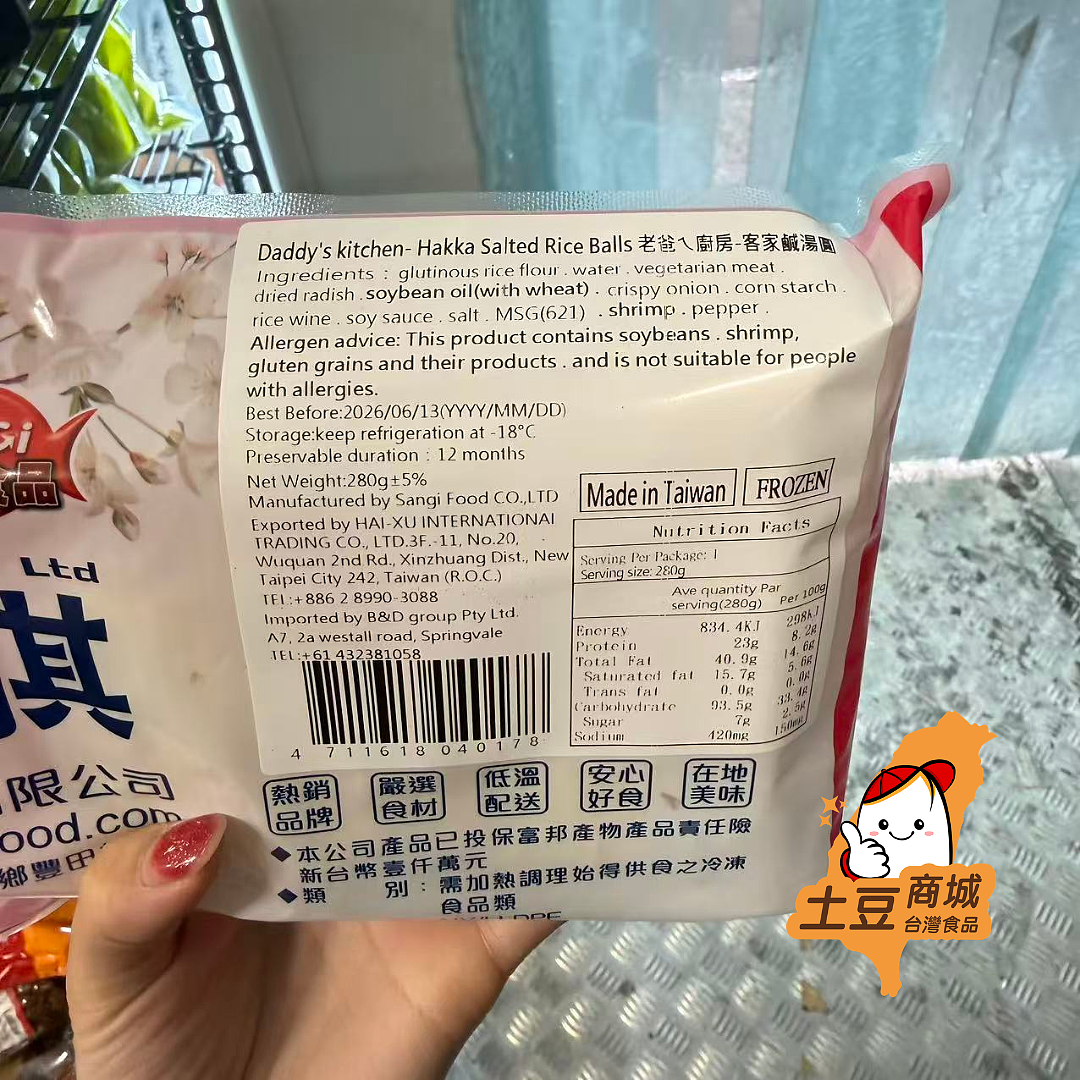 Daddy's kitchen- Hakka Salted Rice Balls 老爸ㄟ廚房-客家鹹湯圓
Ingredients : glutinous rice flour . water . vegetarian meat .
dried radish . soybean oil(with wheat) . crispy onion . corn starch .
rice wine . soy sauce . salt . MSG(621) . shrimp . pepper .
Allergen advice: This product contains soybeans . shrimp,
gluten grains and their products . and is not suitable for people
with allergies.
Best Before:2026/06/13(YYYY/MM/DD)
Storage:keep refrigeration at -18°C
Preservable duration : 12 months
Net Weight:280g±5%
Manufactured by Sangi Food CO.,LTD
Exported by HAI-XU INTERNATIONAL
TRADING CO., LTD.3F.-11, No.20,
Wuquan 2nd Rd., Xinzhuang Dist., New
Taipei City 242, Taiwan (R.O.C.)
TEL:+886 2 8990-3088
Imported by B&D group Pty Ltd.
A7, 2a westall road, Springvale
TEL:+61 432381058
4 711618 040178
Made in Taiwan
FROZEN
Nutrition Facts
Serving Per Package: 1
Serving size: 280g
Ave quantity Par
serving(280g) Per 100g
Energy 834.4KJ 298KJ
Protein 23g 8.2g
Total Fat 40.9g 14.6g
Saturated fat 15.7g 5.6g
Trans fat 0.0g 0.0g
Carbohydrate 93.5g 33.4g
Sugar 7g 2.5g
Sodium 420mg 150mg
Gi
食品
Ltd
淇
有限公司
ood.com
鄉豐田
熱銷
品牌
嚴選
食材
低溫
配送
安心
好食
在地
美味
◆本公司產品已投保富邦產物產品責任險
新台幣壹仟萬元
◆類 別：需加熱調理始得供食之冷凍
食品類
土豆商城
台灣食品